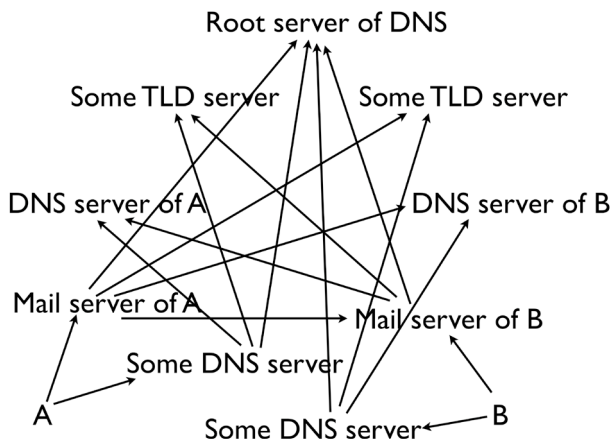 Root server of DNS
Some TLD server
Some TLD server
DNS server of A
DNS server of B
Mail server of A
Mail server of B
Some DNS server
A
Some DNS server
B